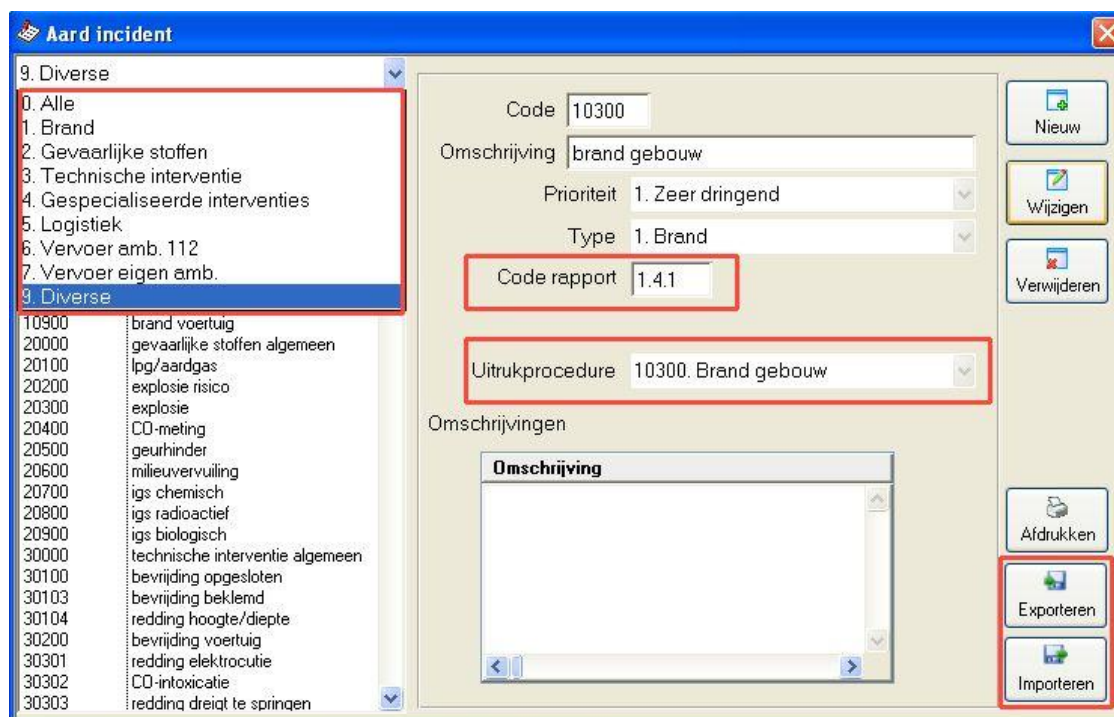 Aard incident
9. Diverse
0. Alle
1. Brand
2. Gevaarlijke stoffen
3. Technische interventie
4. Gespecialiseerde interventies
5. Logistiek
6. Vervoer amb. 112
7. Vervoer eigen amb.
9. Diverse
10900 brand voertuig
20000 gevaarlijke stoffen algemeen
20100 lpg/aardgas
20200 explosie risico
20300 explosie
20400 CO-meting
20500 geurhinder
20600 milieuvervuiling
20700 igs chemisch
20800 igs radioactief
20900 igs biologisch
30000 technische interventie algemeen
30100 bevrijding opgesloten
30103 bevrijding beklemd
30104 redding hoogte/diepte
30200 bevrijding voertuig
30301 redding elektrocutie
30302 CO-intoxicatie
30303 redding dreigt te springen
Code 10300
Omschrijving brand gebouw
Prioriteit 1. Zeer dringend
Type 1. Brand
Code rapport 1.4.1
Uitrukprocedure 10300. Brand gebouw
Omschrijvingen
Omschrijving
Nieuw
Wijzigen
Verwijderen
Afdrukken
Exporteren
Importeren